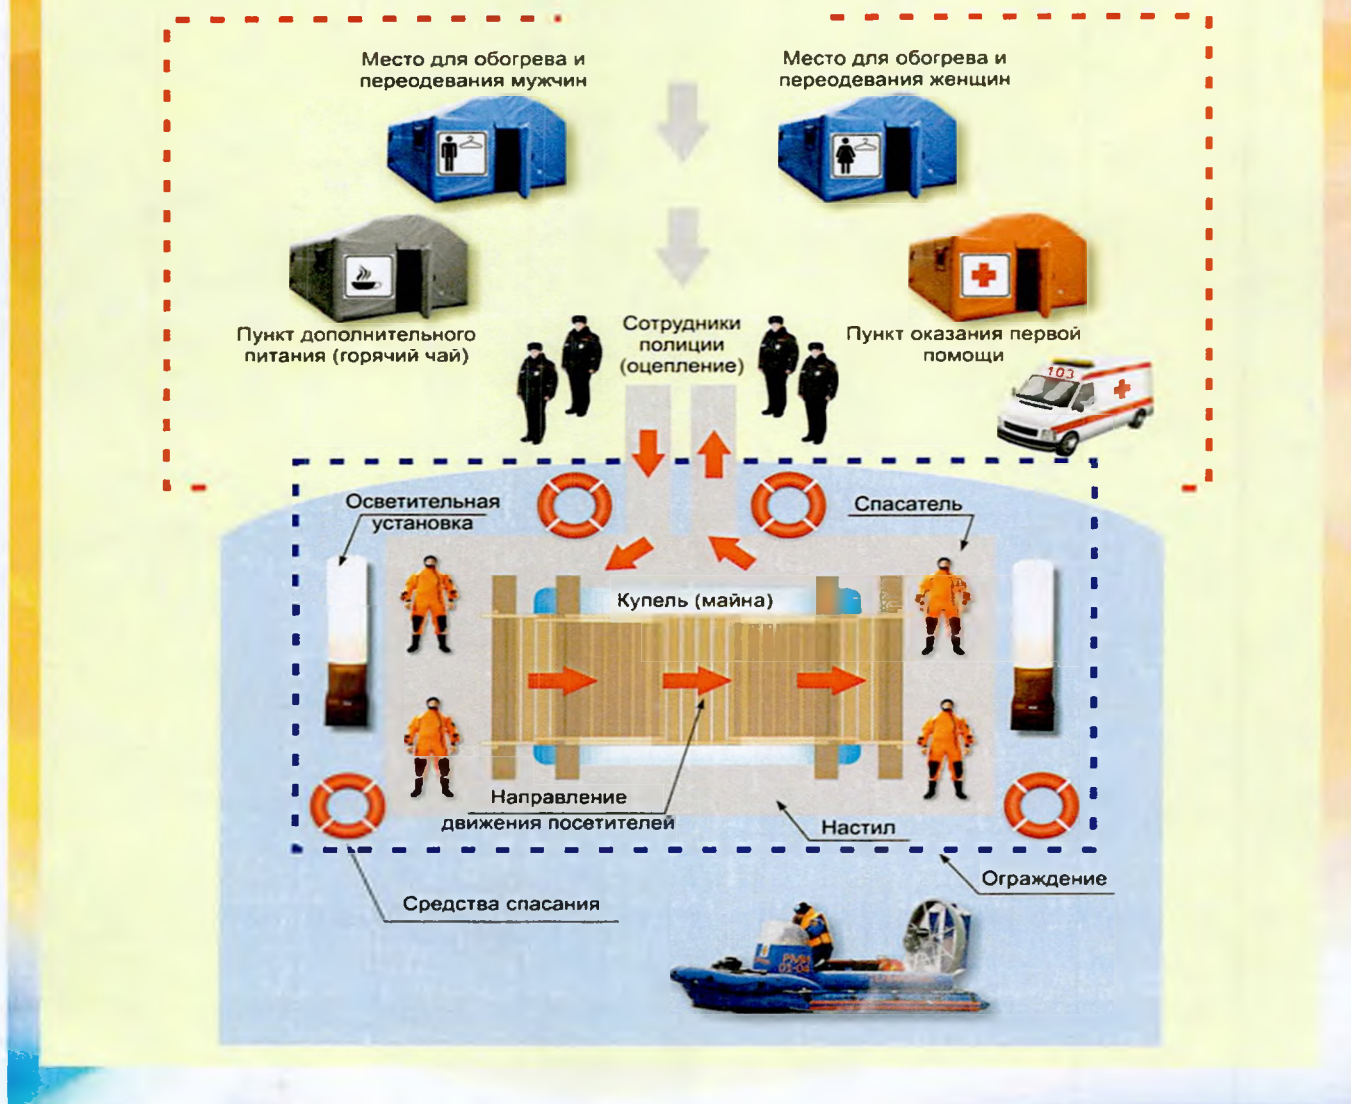 Место для обогрева и
переодевания мужчин
Место для обогрева и
переодевания женщин
Пункт дополнительного
питания (горячий чай)
Сотрудники
полиции
(оцепление)
Пункт оказания первой
помощи
103
Осветительная
установка
Спасатель
Купель (майна)
Направление
движения посетителей
Настил
Ограждение
Средства спасания